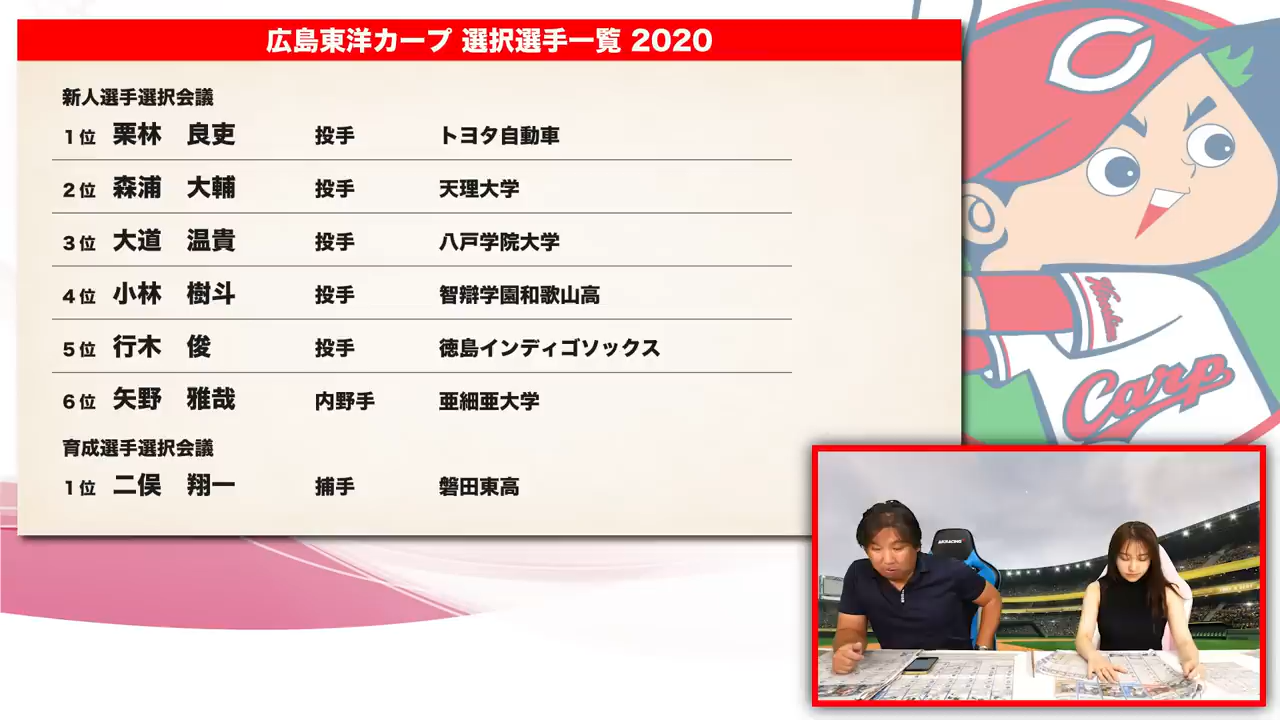 広島東洋カープ 選択選手一覧 2020
新人選手選択会議
1位 栗林 良吏 投手 トヨタ自動車
2位 森浦 大輔 投手 天理大学
3位 大道 温貴 投手 八戸学院大学
4位 小林 樹斗 投手 智辯学園和歌山高
5位 行木 俊 投手 徳島インディゴソックス
6位 矢野 雅哉 内野手 亜細亜大学
育成選手選択会議
1位 二俣 翔一 捕手 磐田東高
C
Hiroshima
Carp
AKRACING